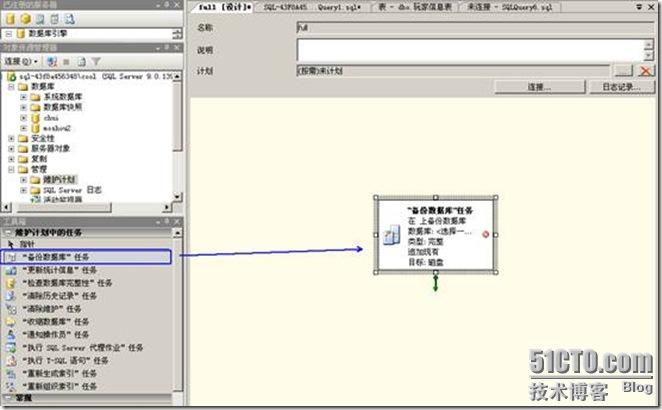 已注册的服务器
数据库引擎
对象资源管理器
连接(O)
sql-43f8a456348\cool (SQL Server 9.0.139
数据库
系统数据库
数据库快照
chui
moshou2
安全性
服务器对象
复制
管理
维护计划
SQL Server 日志
活动监视器
工具箱
维护计划中的任务
指针
"备份数据库"任务
"更新统计信息"任务
"检查数据库完整性"任务
"清除历史记录"任务
"清除维护"任务
"收缩数据库"任务
"通知操作员"任务
"执行 SQL Server 代理作业"任务
"执行 T-SQL 语句"任务
"重新生成索引"任务
"重新组织索引"任务
常规
Full [设计]* SQL-43F8A45...Query1.sql* 表 - dbo.玩家信息表 未连接 - SQLQuery6.sql
名称 Full
说明
计划 (按需)未计划 ...
连接... 日志记录...
"备份数据库"任务
在 上备份数据库
数据库: <选择一...
类型: 完整
追加现有
目标: 磁盘
51CTO.com
技术博客 Blog